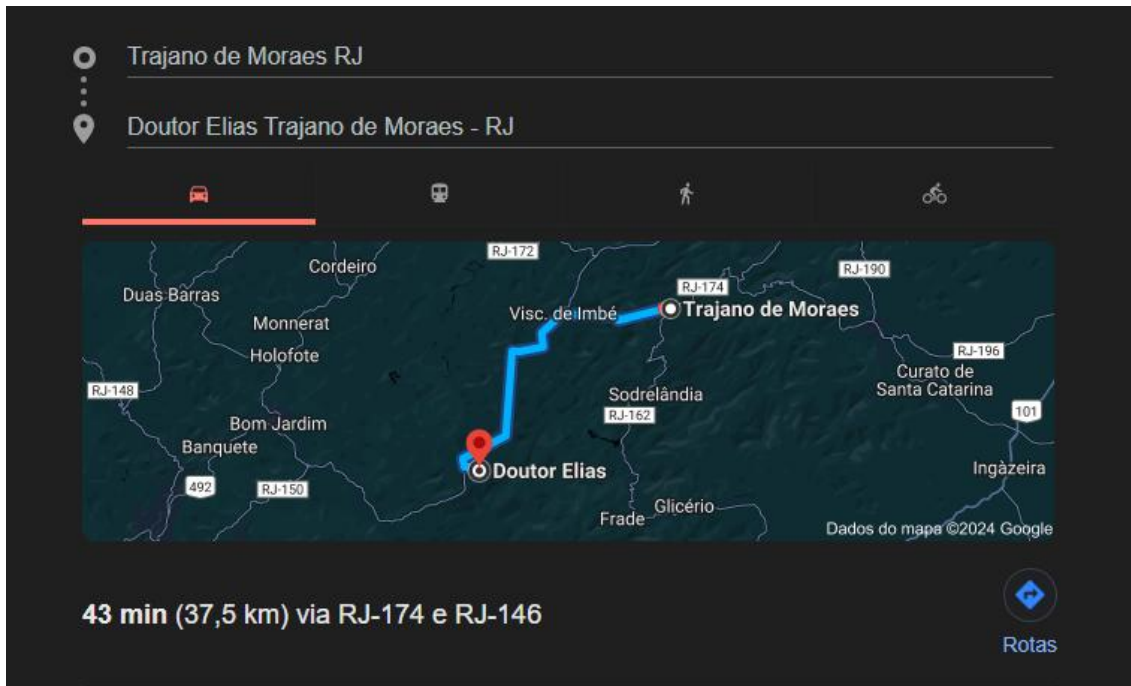 Trajano de Moraes RJ
Doutor Elias Trajano de Moraes - RJ
RJ-172
Cordeiro
RJ-190
RJ-174
Duas Barras
Visc. de Imbé
Trajano de Moraes
Monnerat
Holofote
RJ-196
Curato de
Santa Catarina
RJ-148
Sodrelândia
RJ-162
101
Bom Jardim
Banquete
Doutor Elias
Ingàzeira
492
RJ-150
Glicério
Frade
Dados do mapa ©2024 Google
43 min (37,5 km) via RJ-174 e RJ-146
Rotas